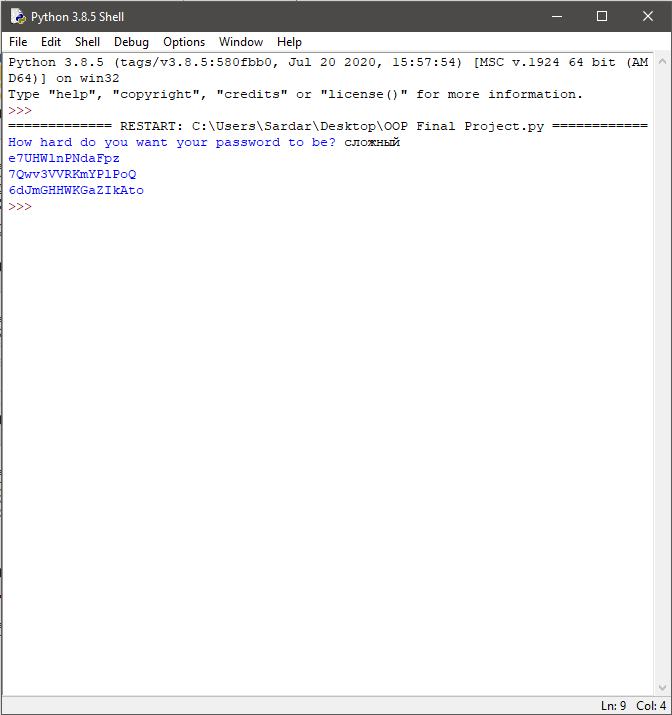 Python 3.8.5 Shell
File Edit Shell Debug Options Window Help
Python 3.8.5 (tags/v3.8.5:580fbb0, Jul 20 2020, 15:57:54) [MSC v.1924 64 bit (AM
D64)] on win32
Type "help", "copyright", "credits" or "license()" for more information.
>>>
============= RESTART: C:\Users\Sardar\Desktop\OOP Final Project.py ============
How hard do you want your password to be? сложный
e7UHWlnPNdaFpz
7Qwv3VVRKmYPlPoQ
6dJmGHHWKGaZIkAto
>>>
Ln: 9 Col: 4